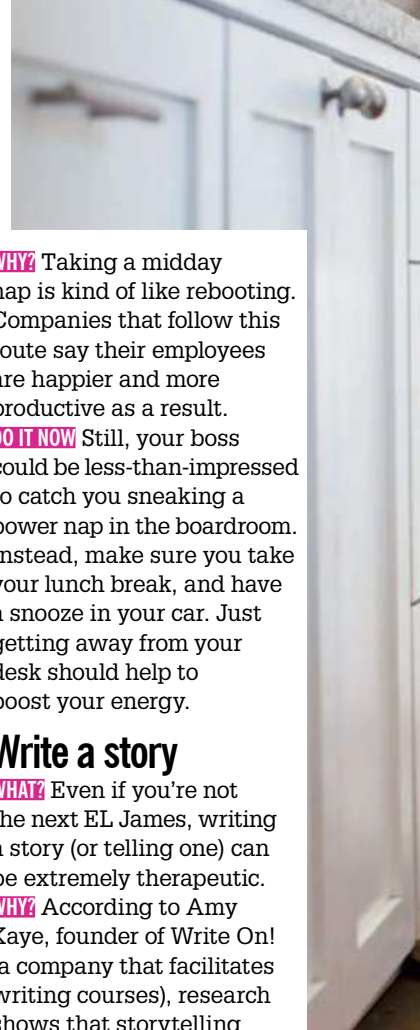 WHY? Taking a midday
nap is kind of like rebooting.
Companies that follow this
route say their employees
are happier and more
productive as a result.
DO IT NOW Still, your boss
could be less-than-impressed
to catch you sneaking a
power nap in the boardroom.
Instead, make sure you take
your lunch break, and have
a snooze in your car. Just
getting away from your
desk should help to
boost your energy.
Write a story
WHAT? Even if you're not
the next EL James, writing
a story (or telling one) can
be extremely therapeutic.
WHY? According to Amy
Kaye, founder of Write On!
(a company that facilitates
writing courses), research
shows that storytelling